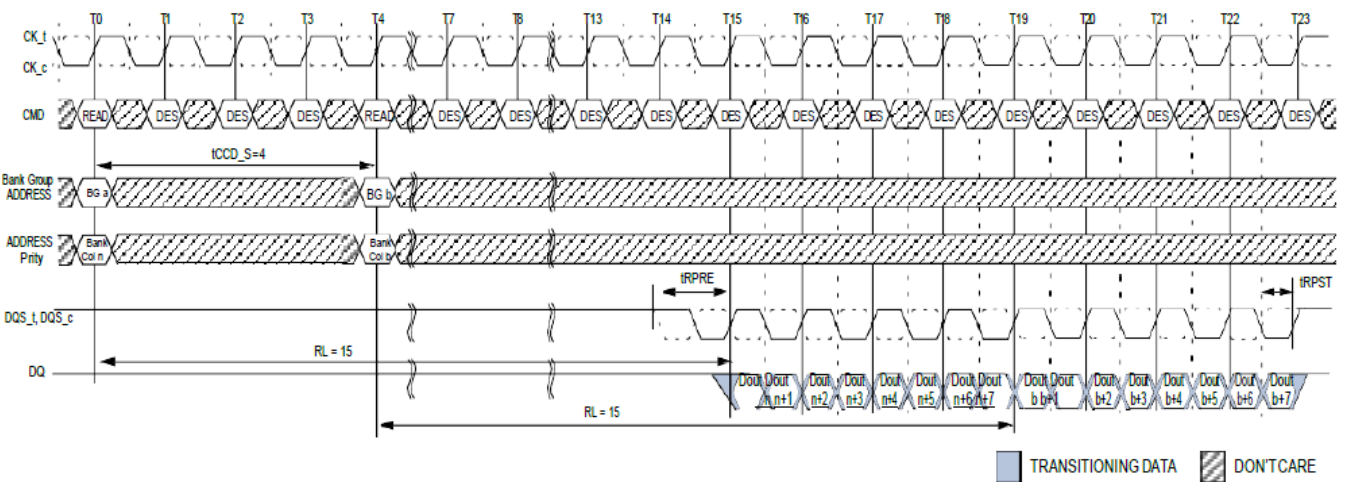 T0 T1 T2 T3 T4 T7 T8 T13 T14 T15 T16 T17 T18 T19 T20 T21 T22 T23
CK_t
CK_c
CMD READ DES DES DES READ DES DES DES DES DES DES DES DES DES DES DES DES DES
tCCD_S=4
Bank Group
ADDRESS BG a BG b
ADDRESS Bank Bank
Prity Col n Col b
tRPRE tRPST
DQS_t, DQS_c
RL = 15
DQ
Dout Dout Dout Dout Dout Dout Dout Dout Dout Dout Dout Dout Dout Dout Dout Dout
n n+1 n+2 n+3 n+4 n+5 n+6 n+7 b b+1 b+2 b+3 b+4 b+5 b+6 b+7
RL = 15
TRANSITIONING DATA DON'T CARE